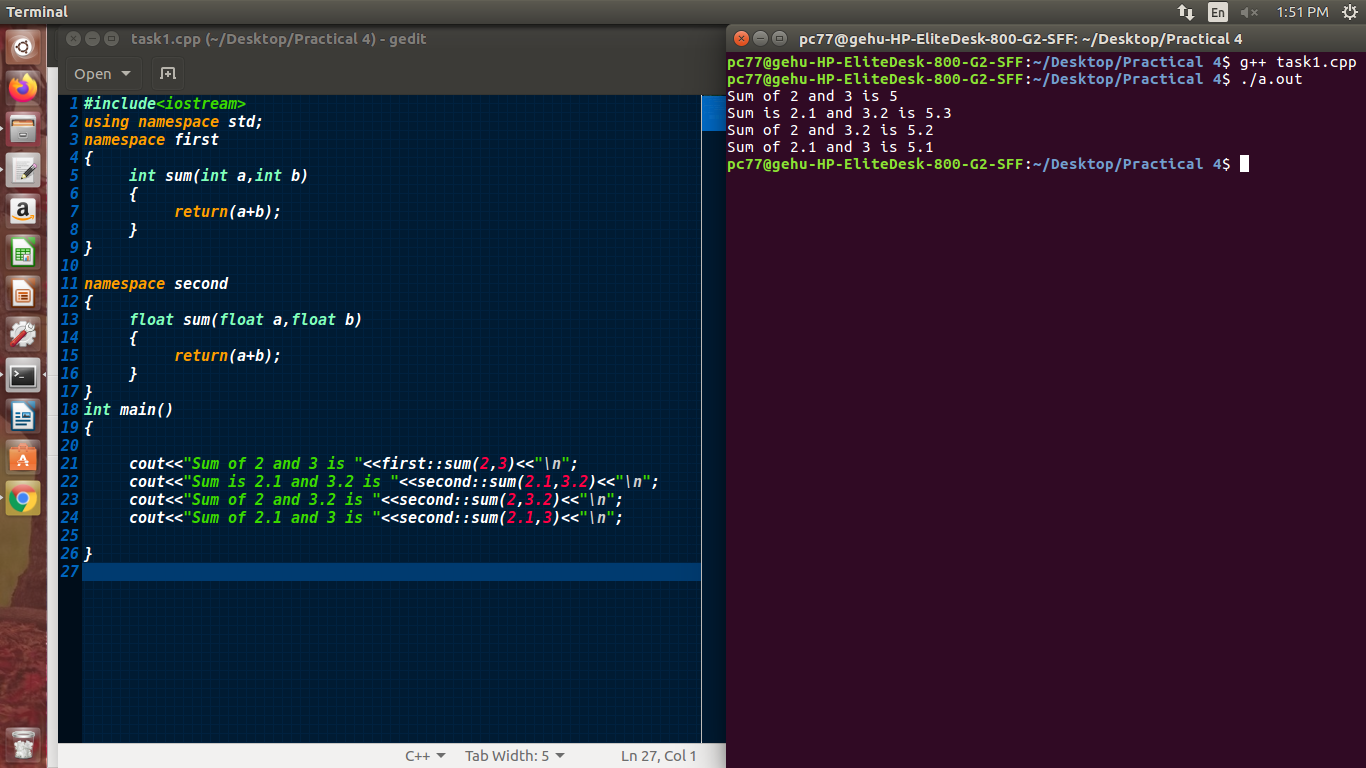 Terminal
En
1:51 PM
task1.cpp (~/Desktop/Practical 4) - gedit
Open
1 #include<iostream>
2 using namespace std;
3 namespace first
4 {
5      int sum(int a,int b)
6      {
7           return(a+b);
8      }
9 }
10
11 namespace second
12 {
13      float sum(float a,float b)
14      {
15           return(a+b);
16      }
17 }
18 int main()
19 {
20
21      cout<<"Sum of 2 and 3 is "<<first::sum(2,3)<<"\n";
22      cout<<"Sum is 2.1 and 3.2 is "<<second::sum(2.1,3.2)<<"\n";
23      cout<<"Sum of 2 and 3.2 is "<<second::sum(2,3.2)<<"\n";
24      cout<<"Sum of 2.1 and 3 is "<<second::sum(2.1,3)<<"\n";
25
26 }
27
C++ Tab Width: 5 Ln 27, Col 1
pc77@gehu-HP-EliteDesk-800-G2-SFF: ~/Desktop/Practical 4
pc77@gehu-HP-EliteDesk-800-G2-SFF:~/Desktop/Practical 4$ g++ task1.cpp
pc77@gehu-HP-EliteDesk-800-G2-SFF:~/Desktop/Practical 4$ ./a.out
Sum of 2 and 3 is 5
Sum is 2.1 and 3.2 is 5.3
Sum of 2 and 3.2 is 5.2
Sum of 2.1 and 3 is 5.1
pc77@gehu-HP-EliteDesk-800-G2-SFF:~/Desktop/Practical 4$